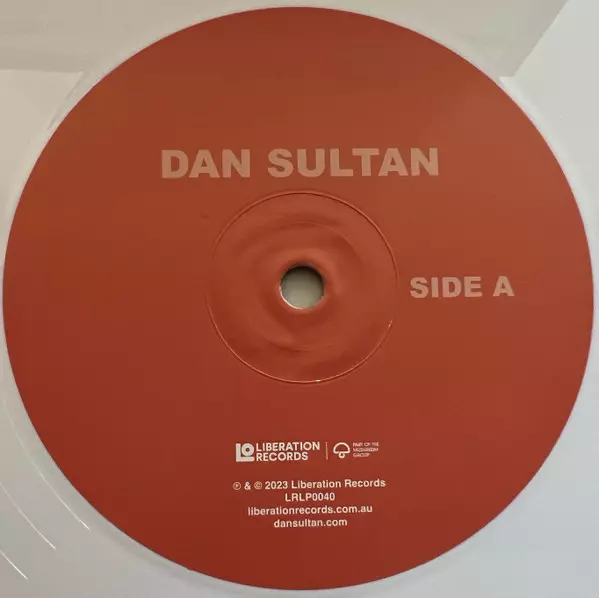 DAN SULTAN
SIDE A
LO LIBERATION
RECORDS
PART OF THE
MUSHROOM
GROUP
℗ & © 2023 Liberation Records
LRLP0040
liberationrecords.com.au
dansultan.com